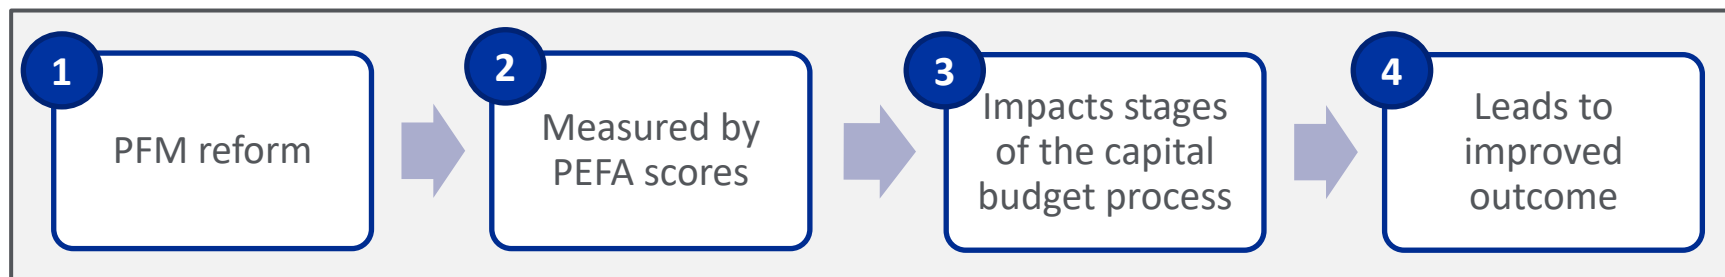 1
PFM reform
2
Measured by
PEFA scores
3
Impacts stages
of the capital
budget process
4
Leads to
improved
outcome